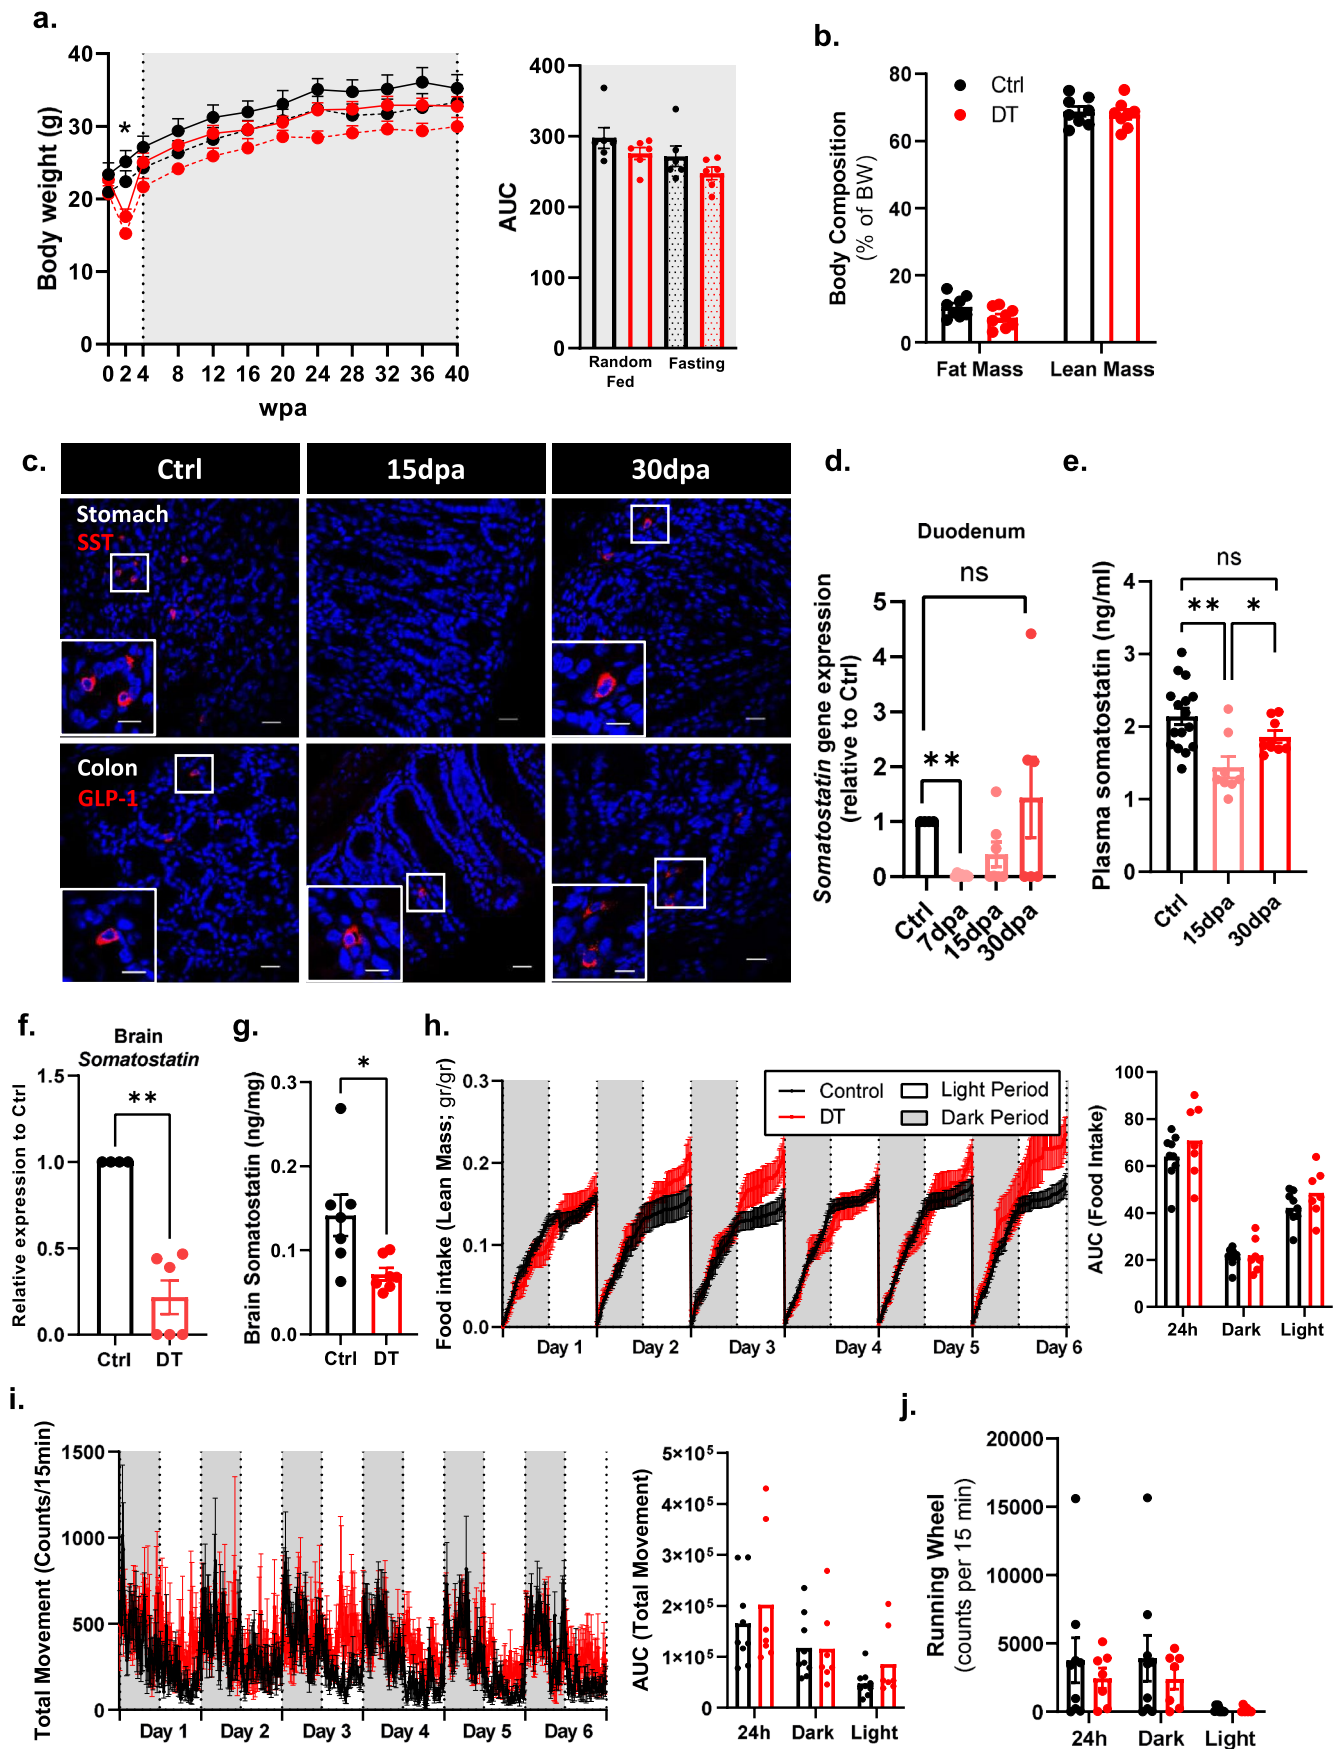 a.
Body weight (g)
40
30
20
10
0
*
0 2 4 8 12 16 20 24 28 32 36 40
wpa
AUC
400
300
200
100
0
Random Fed
Fasting
b.
Body Composition
(% of BW)
80
60
40
20
0
Ctrl
DT
Fat Mass
Lean Mass
c.
Ctrl
15dpa
30dpa
Stomach
SST
Colon
GLP-1
d.
Duodenum
ns
**
Somatostatin gene expression
(relative to Ctrl)
5
4
3
2
1
0
Ctrl
7dpa
15dpa
30dpa
e.
ns
** *
Plasma somostatin (ng/ml)
4
3
2
1
0
Ctrl
15dpa
30dpa
f.
Brain
Somatostatin
**
Relative expression to Ctrl
1.5
1.0
0.5
0.0
Ctrl DT
g.
*
Brain Somatostatin (ng/mg)
0.3
0.2
0.1
0.0
Ctrl DT
h.
Food intake (Lean Mass; gr/gr)
0.3
0.2
0.1
0.0
Control
DT
Light Period
Dark Period
Day 1 Day 2 Day 3 Day 4 Day 5 Day 6
AUC (Food Intake)
100
80
60
40
20
0
24h Dark Light
i.
Total Movement (Counts/15min)
1500
1000
500
0
Day 1 Day 2 Day 3 Day 4 Day 5 Day 6
AUC (Total Movement)
5×10⁵
4×10⁵
3×10⁵
2×10⁵
1×10⁵
0
24h Dark Light
j.
Running Wheel
(counts per 15 min)
20000
15000
10000
5000
0
24h Dark Light